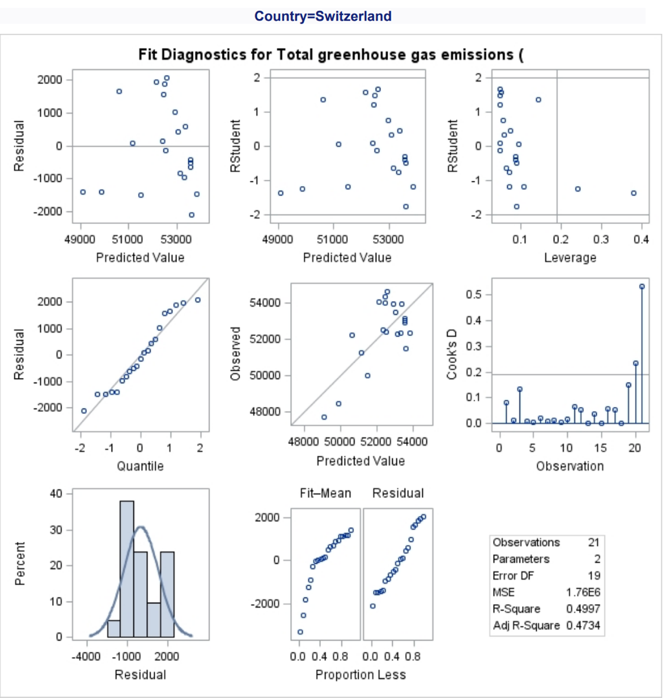 Country=Switzerland
Fit Diagnostics for Total greenhouse gas emissions (
Residual
2000
1000
0
-1000
-2000
49000 51000 53000
Predicted Value
RStudent
2
1
0
-1
-2
49000 51000 53000
Predicted Value
RStudent
2
1
0
-1
-2
0.1 0.2 0.3 0.4
Leverage
Residual
2000
1000
0
-1000
-2000
-2 -1 0 1 2
Quantile
Observed
54000
52000
50000
48000
48000 50000 52000 54000
Predicted Value
Cook's D
0.5
0.4
0.3
0.2
0.1
0.0
0 5 10 15 20
Observation
Percent
40
30
20
10
0
-4000 -1000 2000
Residual
Fit–Mean Residual
2000
0
-2000
0.0 0.4 0.8 0.0 0.4 0.8
Proportion Less
Observations 21
Parameters 2
Error DF 19
MSE 1.76E6
R-Square 0.4997
Adj R-Square 0.4734